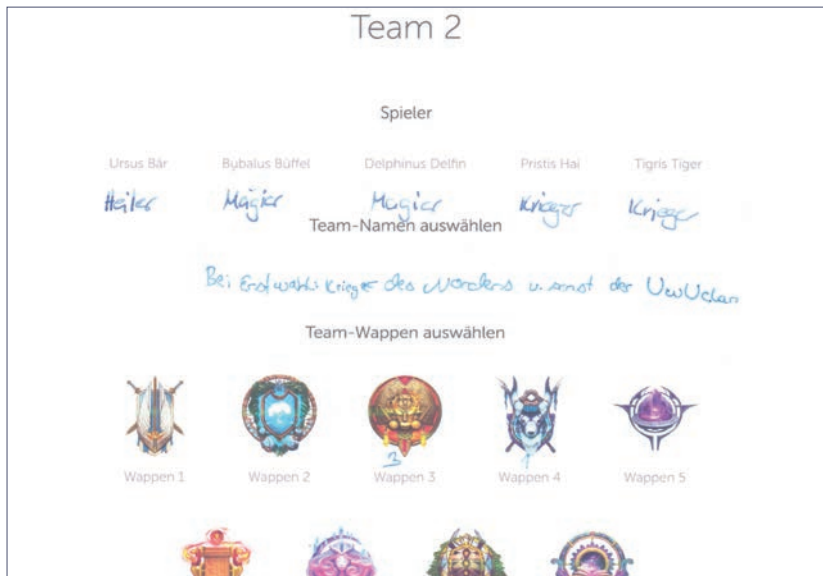 Team 2
Spieler
Ursus Bär Bubalus Büffel Delphinus Delfin Pristis Hai Tigris Tiger
Heiler Magier Magier Krieger Krieger
Team-Namen auswählen
Bei Erstwahl: Krieger des Nordens u. sonst der UwUclan
Team-Wappen auswählen
3 1
Wappen 1 Wappen 2 Wappen 3 Wappen 4 Wappen 5